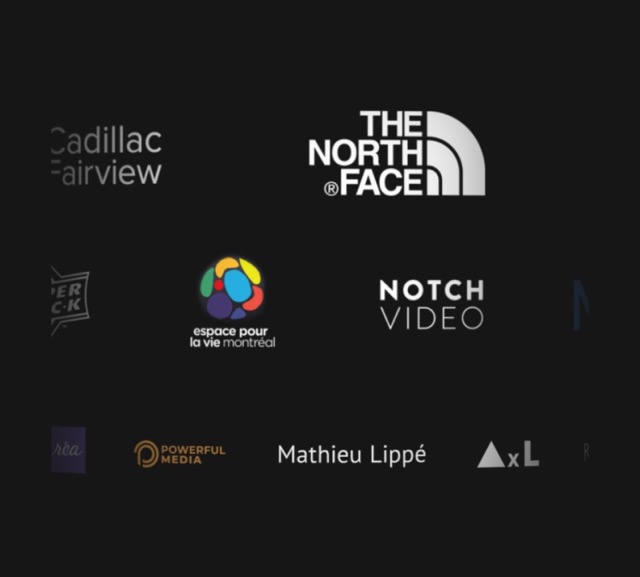 Cadillac
Fairview
THE
NORTH
®FACE
espace pour
la vie montréal
NOTCH
VIDEO
POWERFUL
MEDIA
Mathieu Lippé
AxL